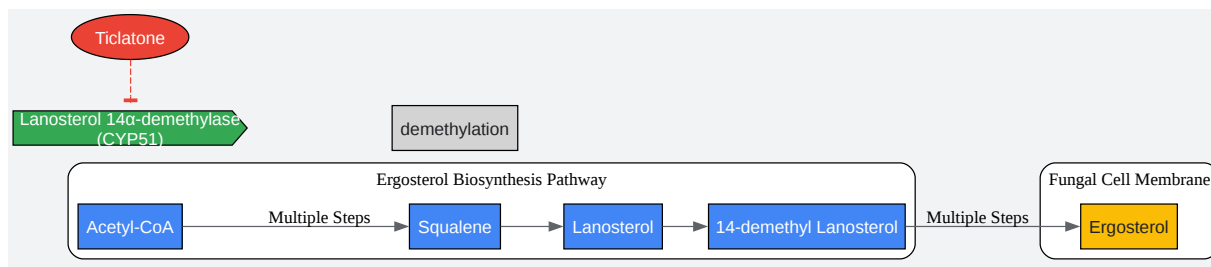 Ticlatone
Lanosterol 14α-demethylase
(CYP51)
demethylation
Ergosterol Biosynthesis Pathway
Fungal Cell Membrane
Acetyl-CoA
Multiple Steps
Squalene
Lanosterol
14-demethyl Lanosterol
Multiple Steps
Ergosterol